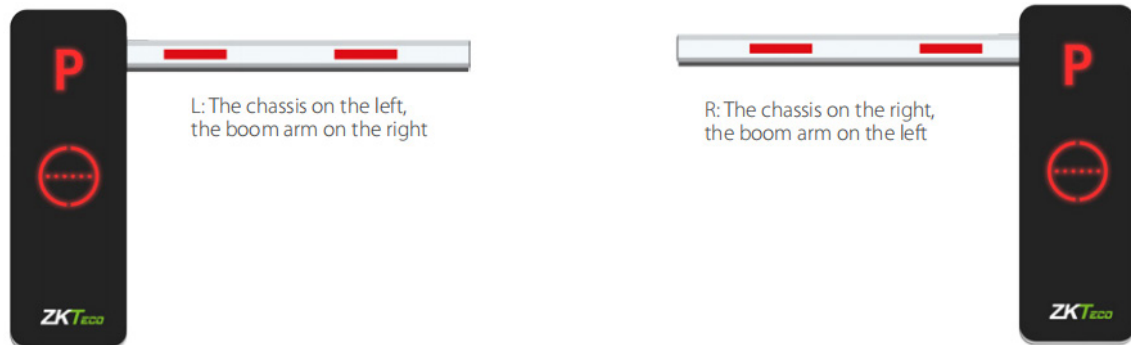 P
L: The chassis on the left,
the boom arm on the right
ZKTECO
P
R: The chassis on the right,
the boom arm on the left
ZKTECO